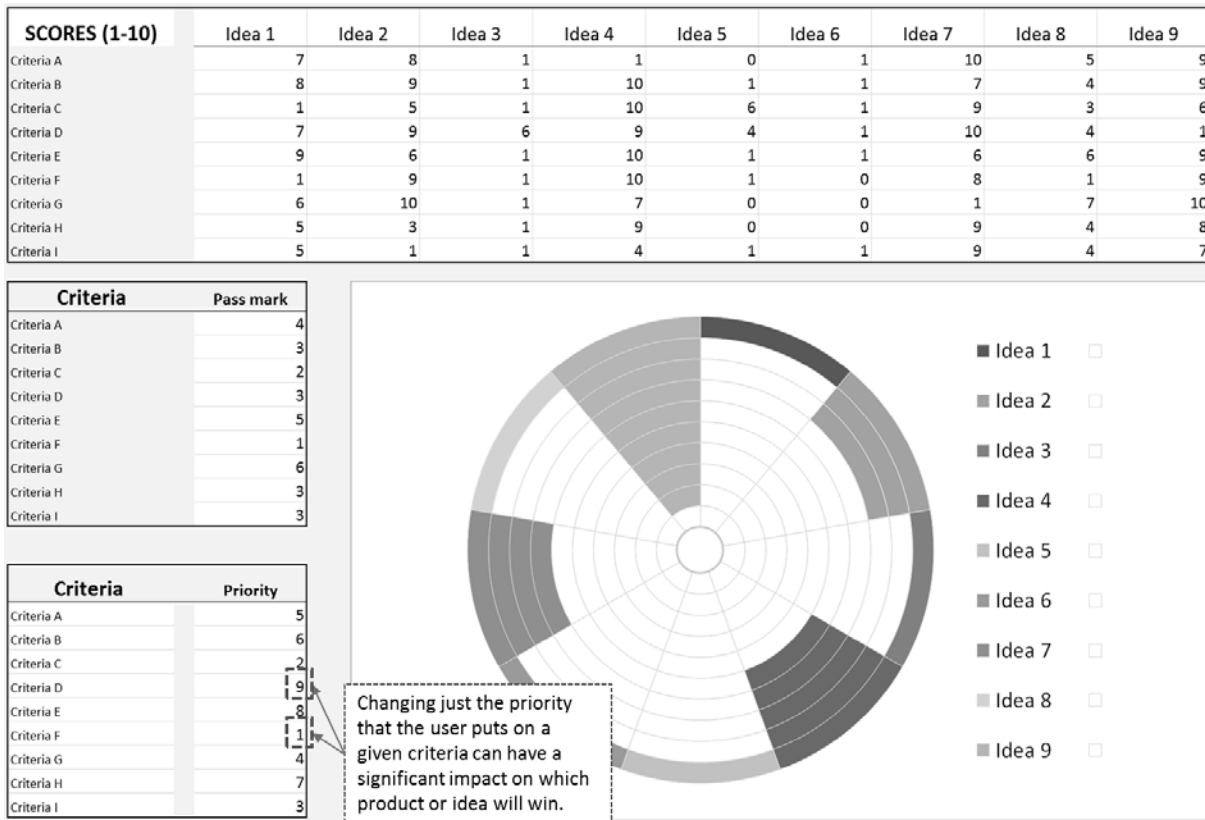 SCORES (1-10) Idea 1 Idea 2 Idea 3 Idea 4 Idea 5 Idea 6 Idea 7 Idea 8 Idea 9
Criteria A 7 8 1 1 0 1 10 5 9
Criteria B 8 9 1 10 1 1 7 4 9
Criteria C 1 5 1 10 6 1 9 3 6
Criteria D 7 9 6 9 4 1 10 4 1
Criteria E 9 6 1 10 1 1 6 6 9
Criteria F 1 9 1 10 1 0 8 1 9
Criteria G 6 10 1 7 0 0 1 7 10
Criteria H 5 3 1 9 0 0 9 4 8
Criteria I 5 1 1 4 1 1 9 4 7
Criteria Pass mark
Criteria A 4
Criteria B 3
Criteria C 2
Criteria D 3
Criteria E 5
Criteria F 1
Criteria G 6
Criteria H 3
Criteria I 3
Criteria Priority
Criteria A 5
Criteria B 6
Criteria C 2
Criteria D 9
Criteria E 8
Criteria F 1
Criteria G 4
Criteria H 7
Criteria I 3
Changing just the priority
that the user puts on a
given criteria can have a
significant impact on which
product or idea will win.
Idea 1
Idea 2
Idea 3
Idea 4
Idea 5
Idea 6
Idea 7
Idea 8
Idea 9